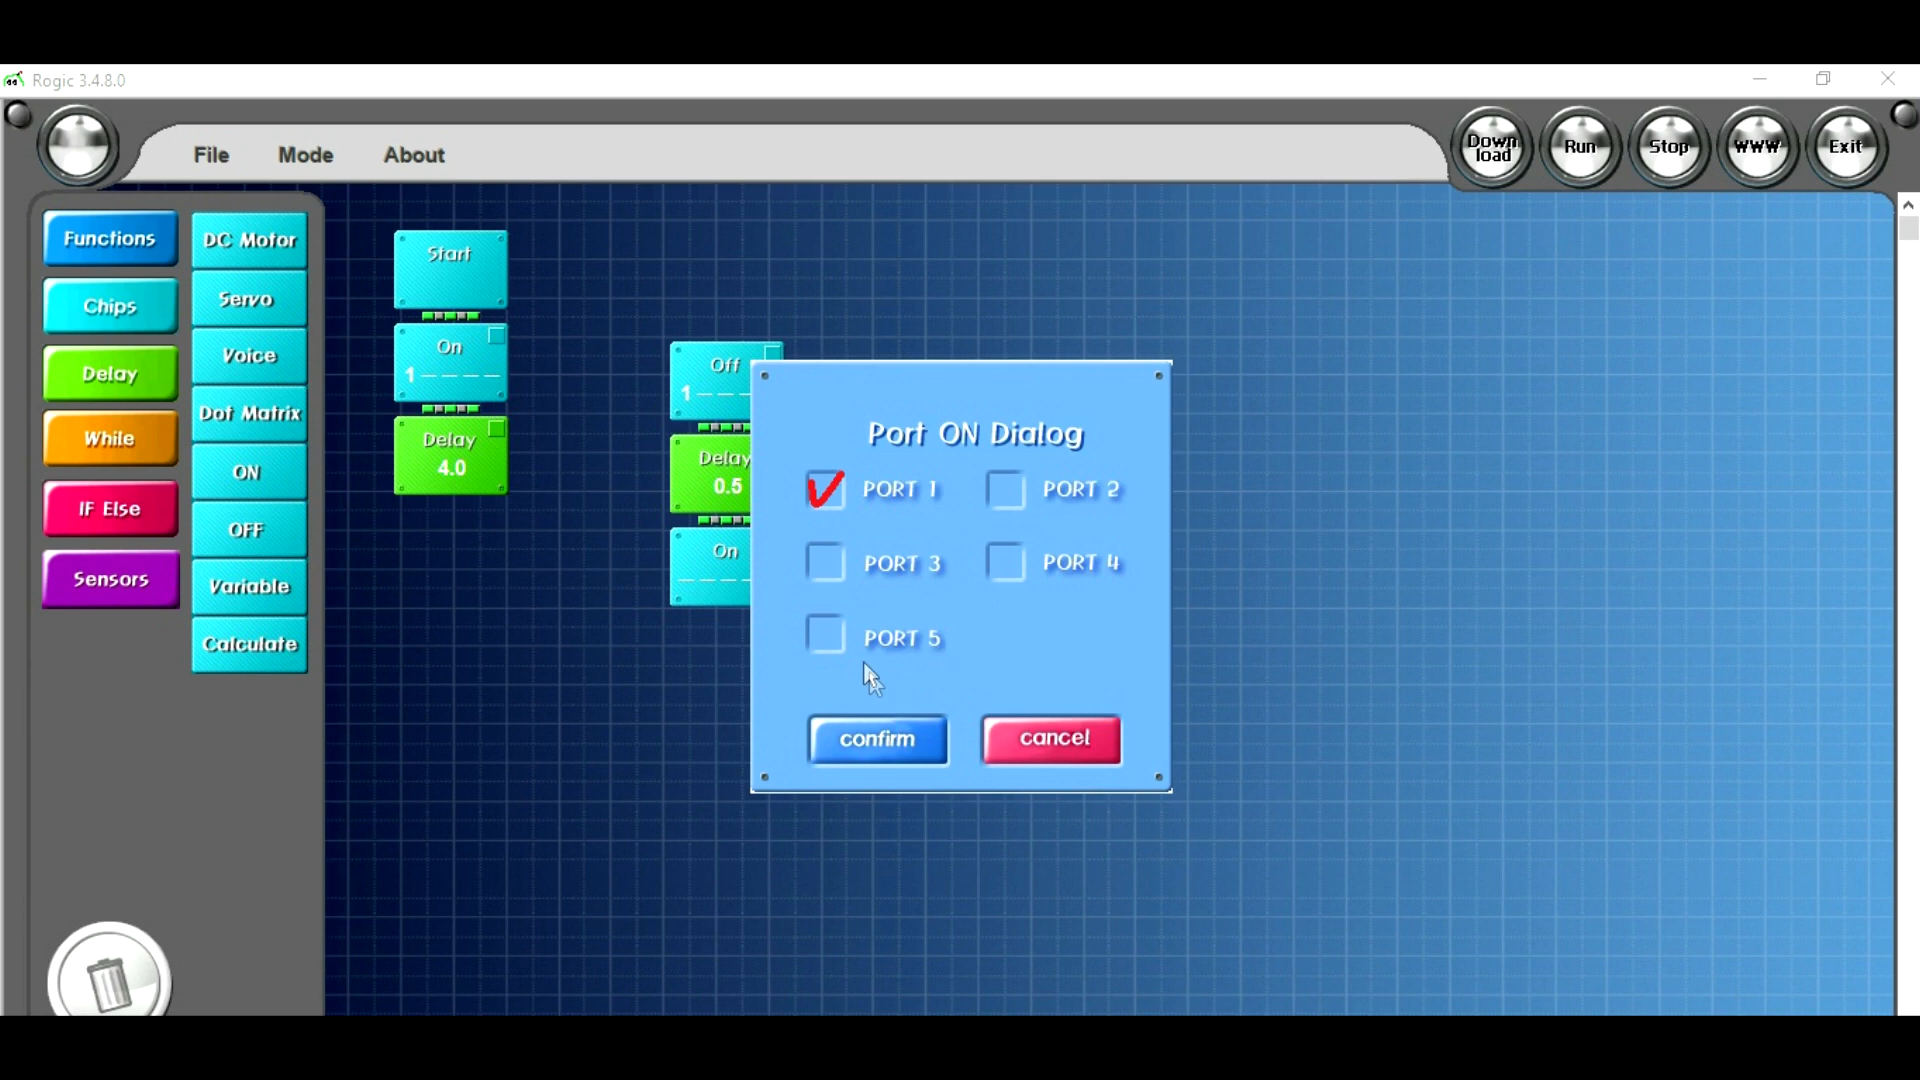 Rogic 3.4.8.0
File Mode About
Down load
Run
Stop
WWW
Exit
Functions
Chips
Delay
While
IF Else
Sensors
DC Motor
Servo
Voice
Dot Matrix
ON
OFF
Variable
Calculate
Start
On
1 _ _ _ _
Delay
4.0
Off
1 _ _
Delay
0.5
On
_ _ _ _
Port ON Dialog
PORT 1 PORT 2
PORT 3 PORT 4
PORT 5
confirm cancel